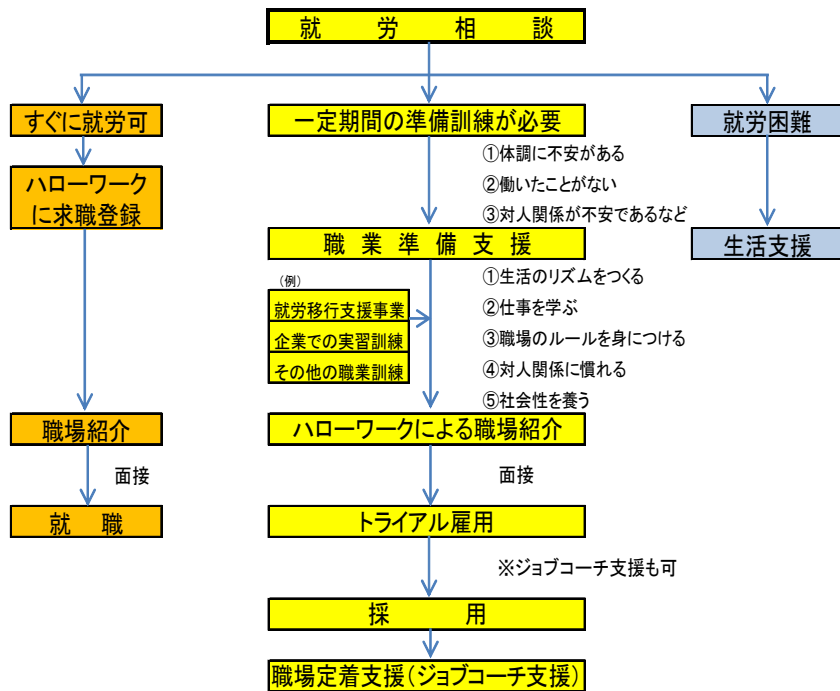 就労相談
すぐに就労可
一定期間の準備訓練が必要
就労困難
①体調に不安がある
②働いたことがない
③対人関係が不安であるなど
ハローワーク
に求職登録
職業準備支援
生活支援
①生活のリズムをつくる
②仕事を学ぶ
③職場のルールを身につける
④対人関係に慣れる
⑤社会性を養う
(例)
就労移行支援事業
企業での実習訓練
その他の職業訓練
職場紹介
ハローワークによる職場紹介
面接
面接
就職
トライアル雇用
※ジョブコーチ支援も可
採用
職場定着支援(ジョブコーチ支援)